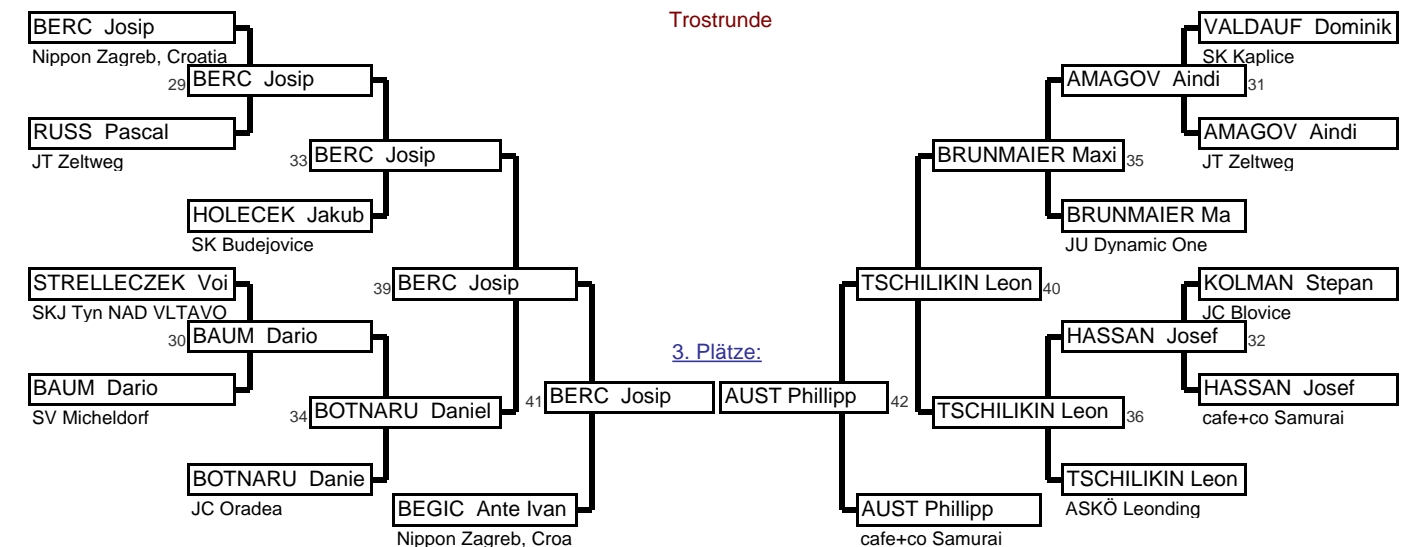 Trostrunde
BERC Josip
Nippon Zagreb, Croatia
29 BERC Josip
RUSS Pascal
JT Zeltweg
33 BERC Josip
HOLECEK Jakub
SK Budejovice
STRELLECZEK Voi
SKJ Tyn NAD VLTAVO
39 BERC Josip
30 BAUM Dario
BAUM Dario
SV Micheldorf
34 BOTNARU Daniel
BOTNARU Danie
JC Oradea
41 BERC Josip
BEGIC Ante Ivan
Nippon Zagreb, Croa
3. Plätze:
VALDAUF Dominik
SK Kaplice
AMAGOV Aindi 31
AMAGOV Aindi
JT Zeltweg
BRUNMAIER Maxi 35
BRUNMAIER Ma
JU Dynamic One
TSCHILIKIN Leon 40
KOLMAN Stepan
JC Blovice
HASSAN Josef 32
HASSAN Josef
cafe+co Samurai
AUST Phillipp 42
TSCHILIKIN Leon 36
TSCHILIKIN Leon
ASKÖ Leonding
AUST Phillipp
cafe+co Samurai